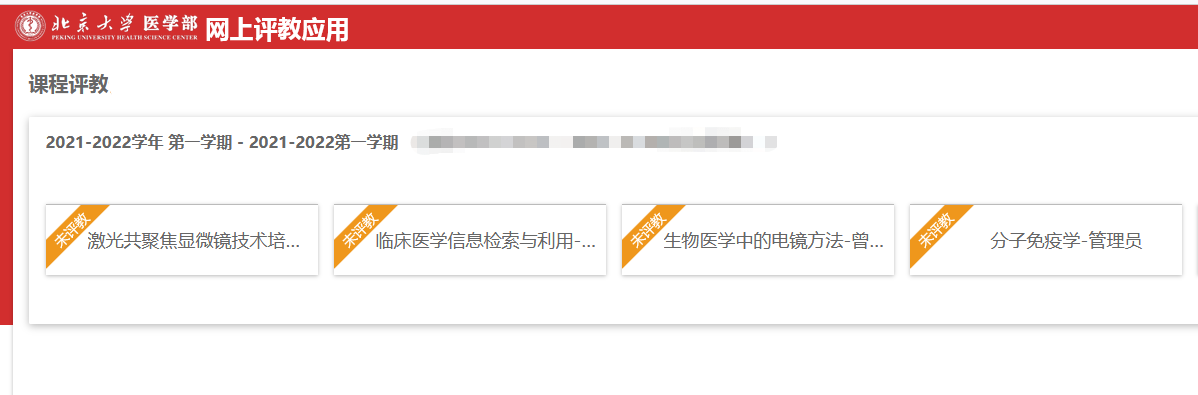 北京大学医学部 网上评教应用
PEKING UNIVERSITY HEALTH SCIENCE CENTER
课程评教
2021-2022学年 第一学期 - 2021-2022第一学期
未评教 激光共聚焦显微镜技术培...
未评教 临床医学信息检索与利用-...
未评教 生物医学中的电镜方法-曾...
未评教 分子免疫学-管理员